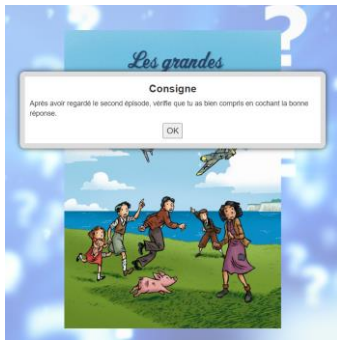 Les grandes
Consigne
Après avoir regardé le second épisode, vérifie que tu as bien compris en cochant la bonne
réponse.
OK